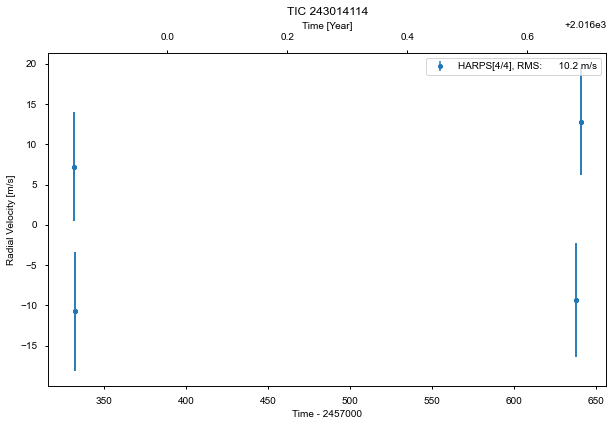 TIC 243014114
Time [Year]
+2.016e3
0.0 0.2 0.4 0.6
HARPS[4/4], RMS: 10.2 m/s
20
15
10
5
0
−5
−10
−15
Radial Velocity [m/s]
350 400 450 500 550 600 650
Time - 2457000